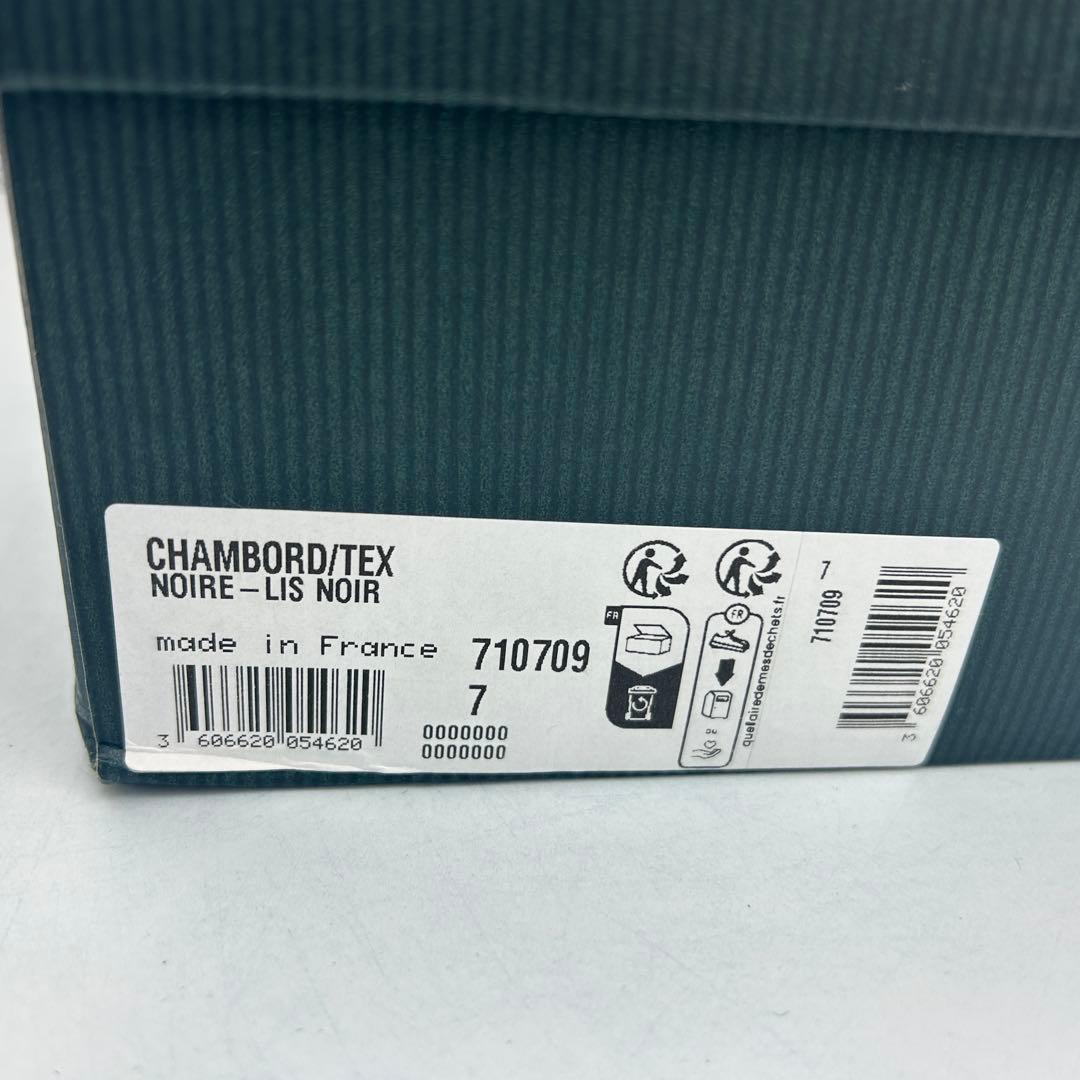 CHAMBORD/TEX
NOIRE-LIS NOIR
made in France
710709
7
3 606620 054620
0000000
0000000
FR
FR
quefairedemesdechets.fr
7
710709
3 606620 054620